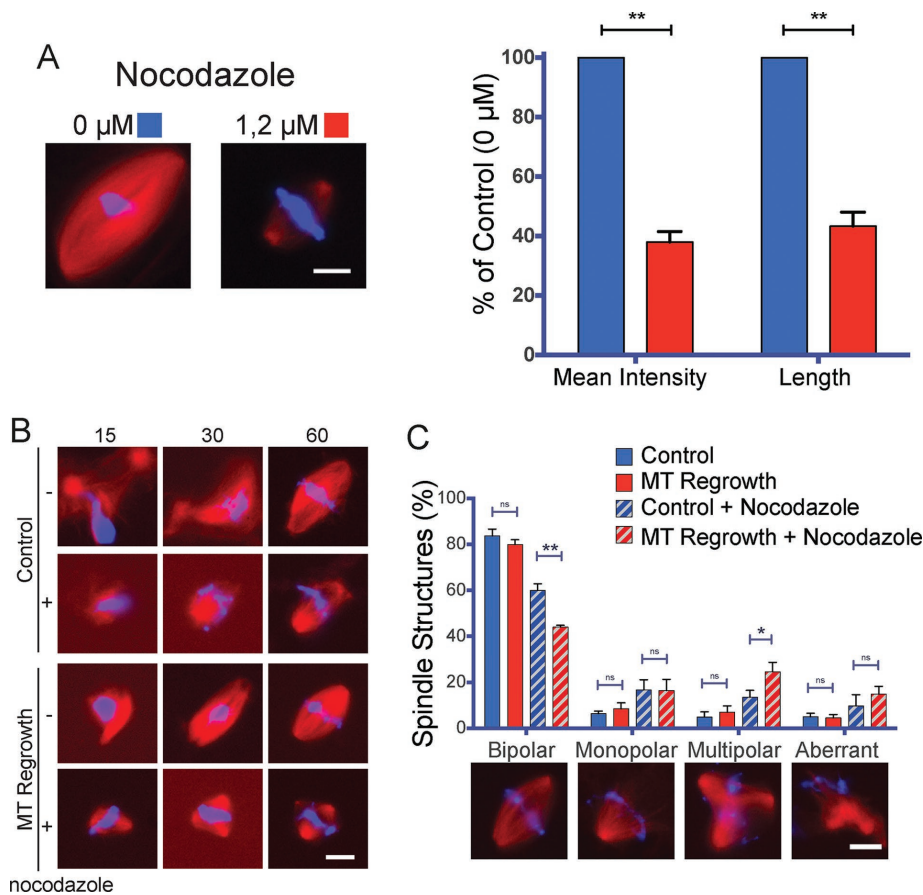 A
Nocodazole
0 µM
1,2 µM
** **
% of Control (0 µM)
100
80
60
40
20
0
Mean Intensity Length
B
15 30 60
Control
-
+
MT Regrowth
-
+
nocodazole
C
Control
MT Regrowth
Control + Nocodazole
MT Regrowth + Nocodazole
Spindle Structures (%)
100
80
60
40
20
0
ns ** ns ns ns * ns ns
Bipolar Monopolar Multipolar Aberrant